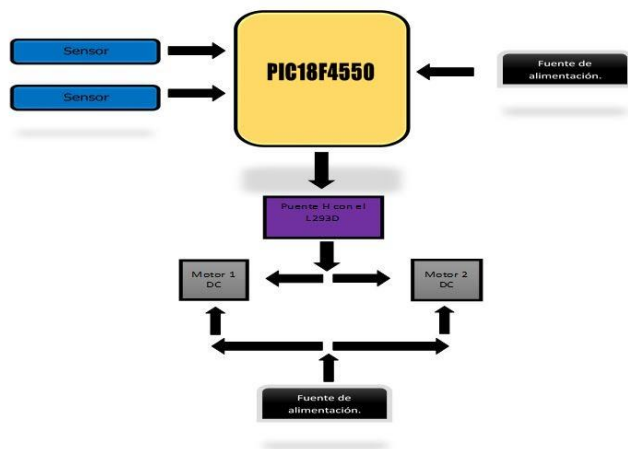 Sensor
PIC18F4550
Fuente de
alimentación.
Sensor
Puente H con el
L293D
Motor 1
DC
Motor 2
DC
Fuente de
alimentación.